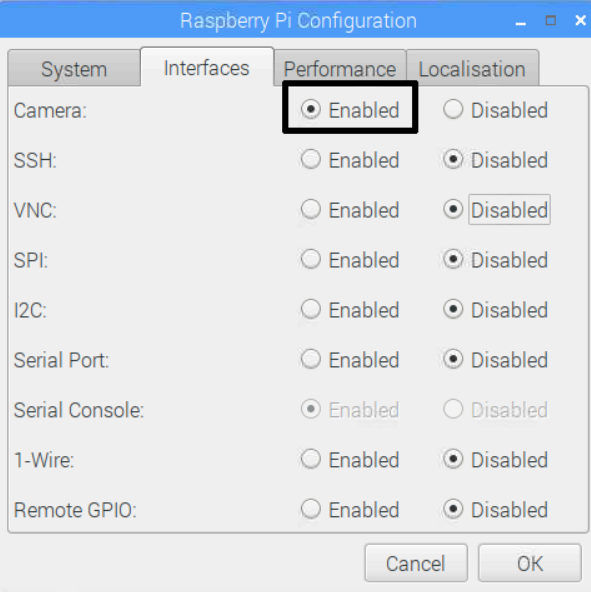 Raspberry Pi Configuration
System Interfaces Performance Localisation
Camera: Enabled Disabled
SSH: Enabled Disabled
VNC: Enabled Disabled
SPI: Enabled Disabled
I2C: Enabled Disabled
Serial Port: Enabled Disabled
Serial Console: Enabled Disabled
1-Wire: Enabled Disabled
Remote GPIO: Enabled Disabled
Cancel OK